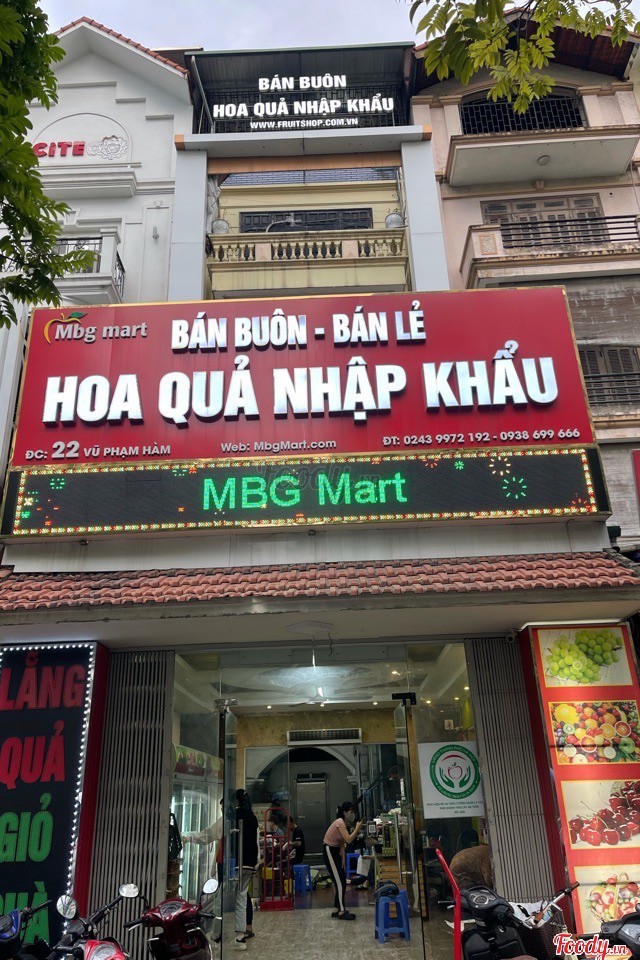 BÁN BUÔN
HOA QUẢ NHẬP KHẨU
WWW.FRUITSHOP.COM.VN
CITE
Mbg mart
BÁN BUÔN - BÁN LẺ
HOA QUẢ NHẬP KHẨU
ĐC: 22 VŨ PHẠM HÀM
Web: MbgMart.com
ĐT: 0243 9972 192 - 0938 699 666
MBG Mart
LẴNG
QUẢ
GIỎ
QUÀ
Foody.vn